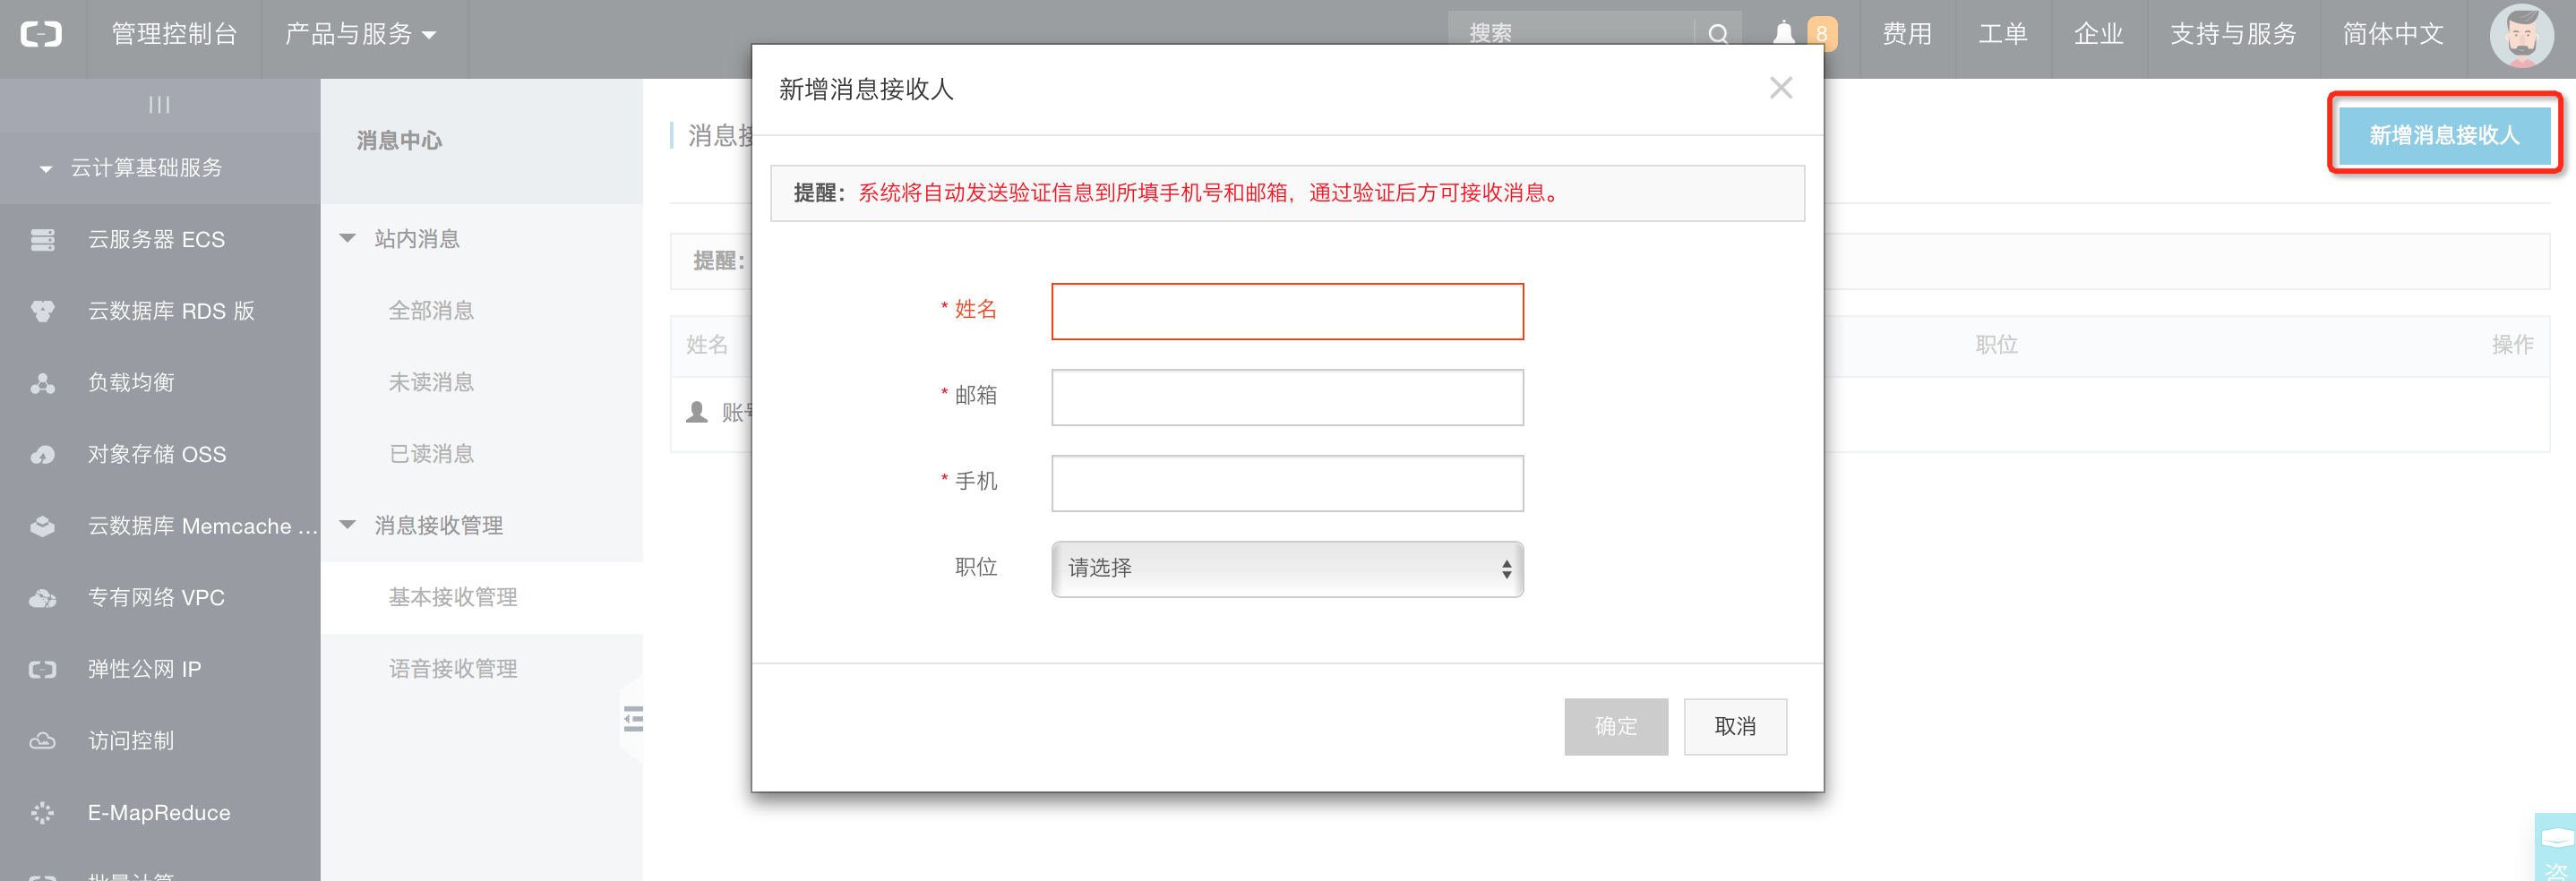 管理控制台
产品与服务
搜索
8
费用
工单
企业
支持与服务
简体中文
云计算基础服务
云服务器 ECS
云数据库 RDS 版
负载均衡
对象存储 OSS
云数据库 Memcache ...
专有网络 VPC
弹性公网 IP
访问控制
E-MapReduce
批量计算
消息中心
站内消息
全部消息
未读消息
已读消息
消息接收管理
基本接收管理
语音接收管理
消息接
新增消息接收人
提醒：
姓名
职位
操作
账号
新增消息接收人
提醒：系统将自动发送验证信息到所填手机号和邮箱，通过验证后方可接收消息。
* 姓名
* 邮箱
* 手机
职位
请选择
确定
取消
咨